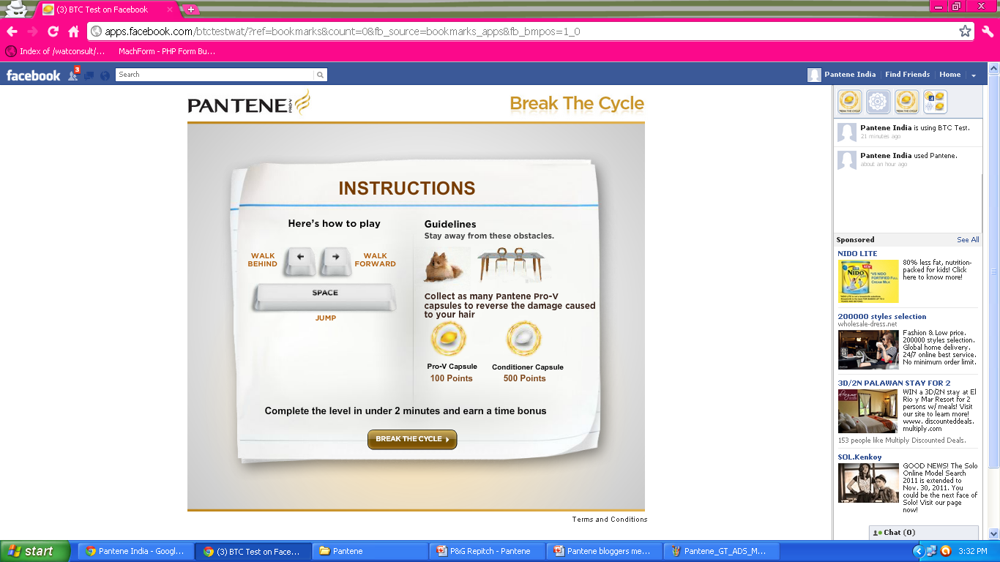 (3) BTC Test on Facebook
apps.facebook.com/btctestwat/?ref=bookmarks&count=0&fb_source=bookmarks_apps&fb_bmpos=1_0
Index of /watconsult/...
MachForm - PHP Form Bu...
facebook
3
Search
Pantene India
Find Friends
Home
PANTENE PRO-V
Break The Cycle
INSTRUCTIONS
Here's how to play
WALK BEHIND
WALK FORWARD
SPACE
JUMP
Guidelines
Stay away from these obstacles.
Collect as many Pantene Pro-V
capsules to reverse the damage caused
to your hair
Pro-V Capsule
100 Points
Conditioner Capsule
500 Points
Complete the level in under 2 minutes and earn a time bonus
BREAK THE CYCLE
Terms and Conditions
Pantene India is using BTC Test.
21 minutes ago
Pantene India used Pantene.
about an hour ago
Sponsored
See All
NIDO LITE
80% less fat, nutrition-
packed for kids! Click
here to know more!
200000 styles selection
wholesale-dress.net
Fashion & Low price.
200000 styles selection.
Global home delivery.
24/7 online best service.
No minimum order limit.
3D/2N PALAWAN STAY FOR 2
WIN a 3D/2N stay at El
Rio y Mar Resort for 2
persons w/ meals! Visit
our site to learn more!
www. discounteddeals.
multiply.com
153 people like Multiply Discounted Deals.
SOL.Kenkoy
GOOD NEWS! The Solo
Online Model Search
2011 is extended to
Nov. 30, 2011. You
could be the next face of
Solo! Visit our page
now!
Chat (0)
start
Pantene India - Googl...
(3) BTC Test on Face...
Pantene
P&G Repitch - Pantene
Pantene bloggers me...
Pantene_GT_ADS_M...
3:32 PM